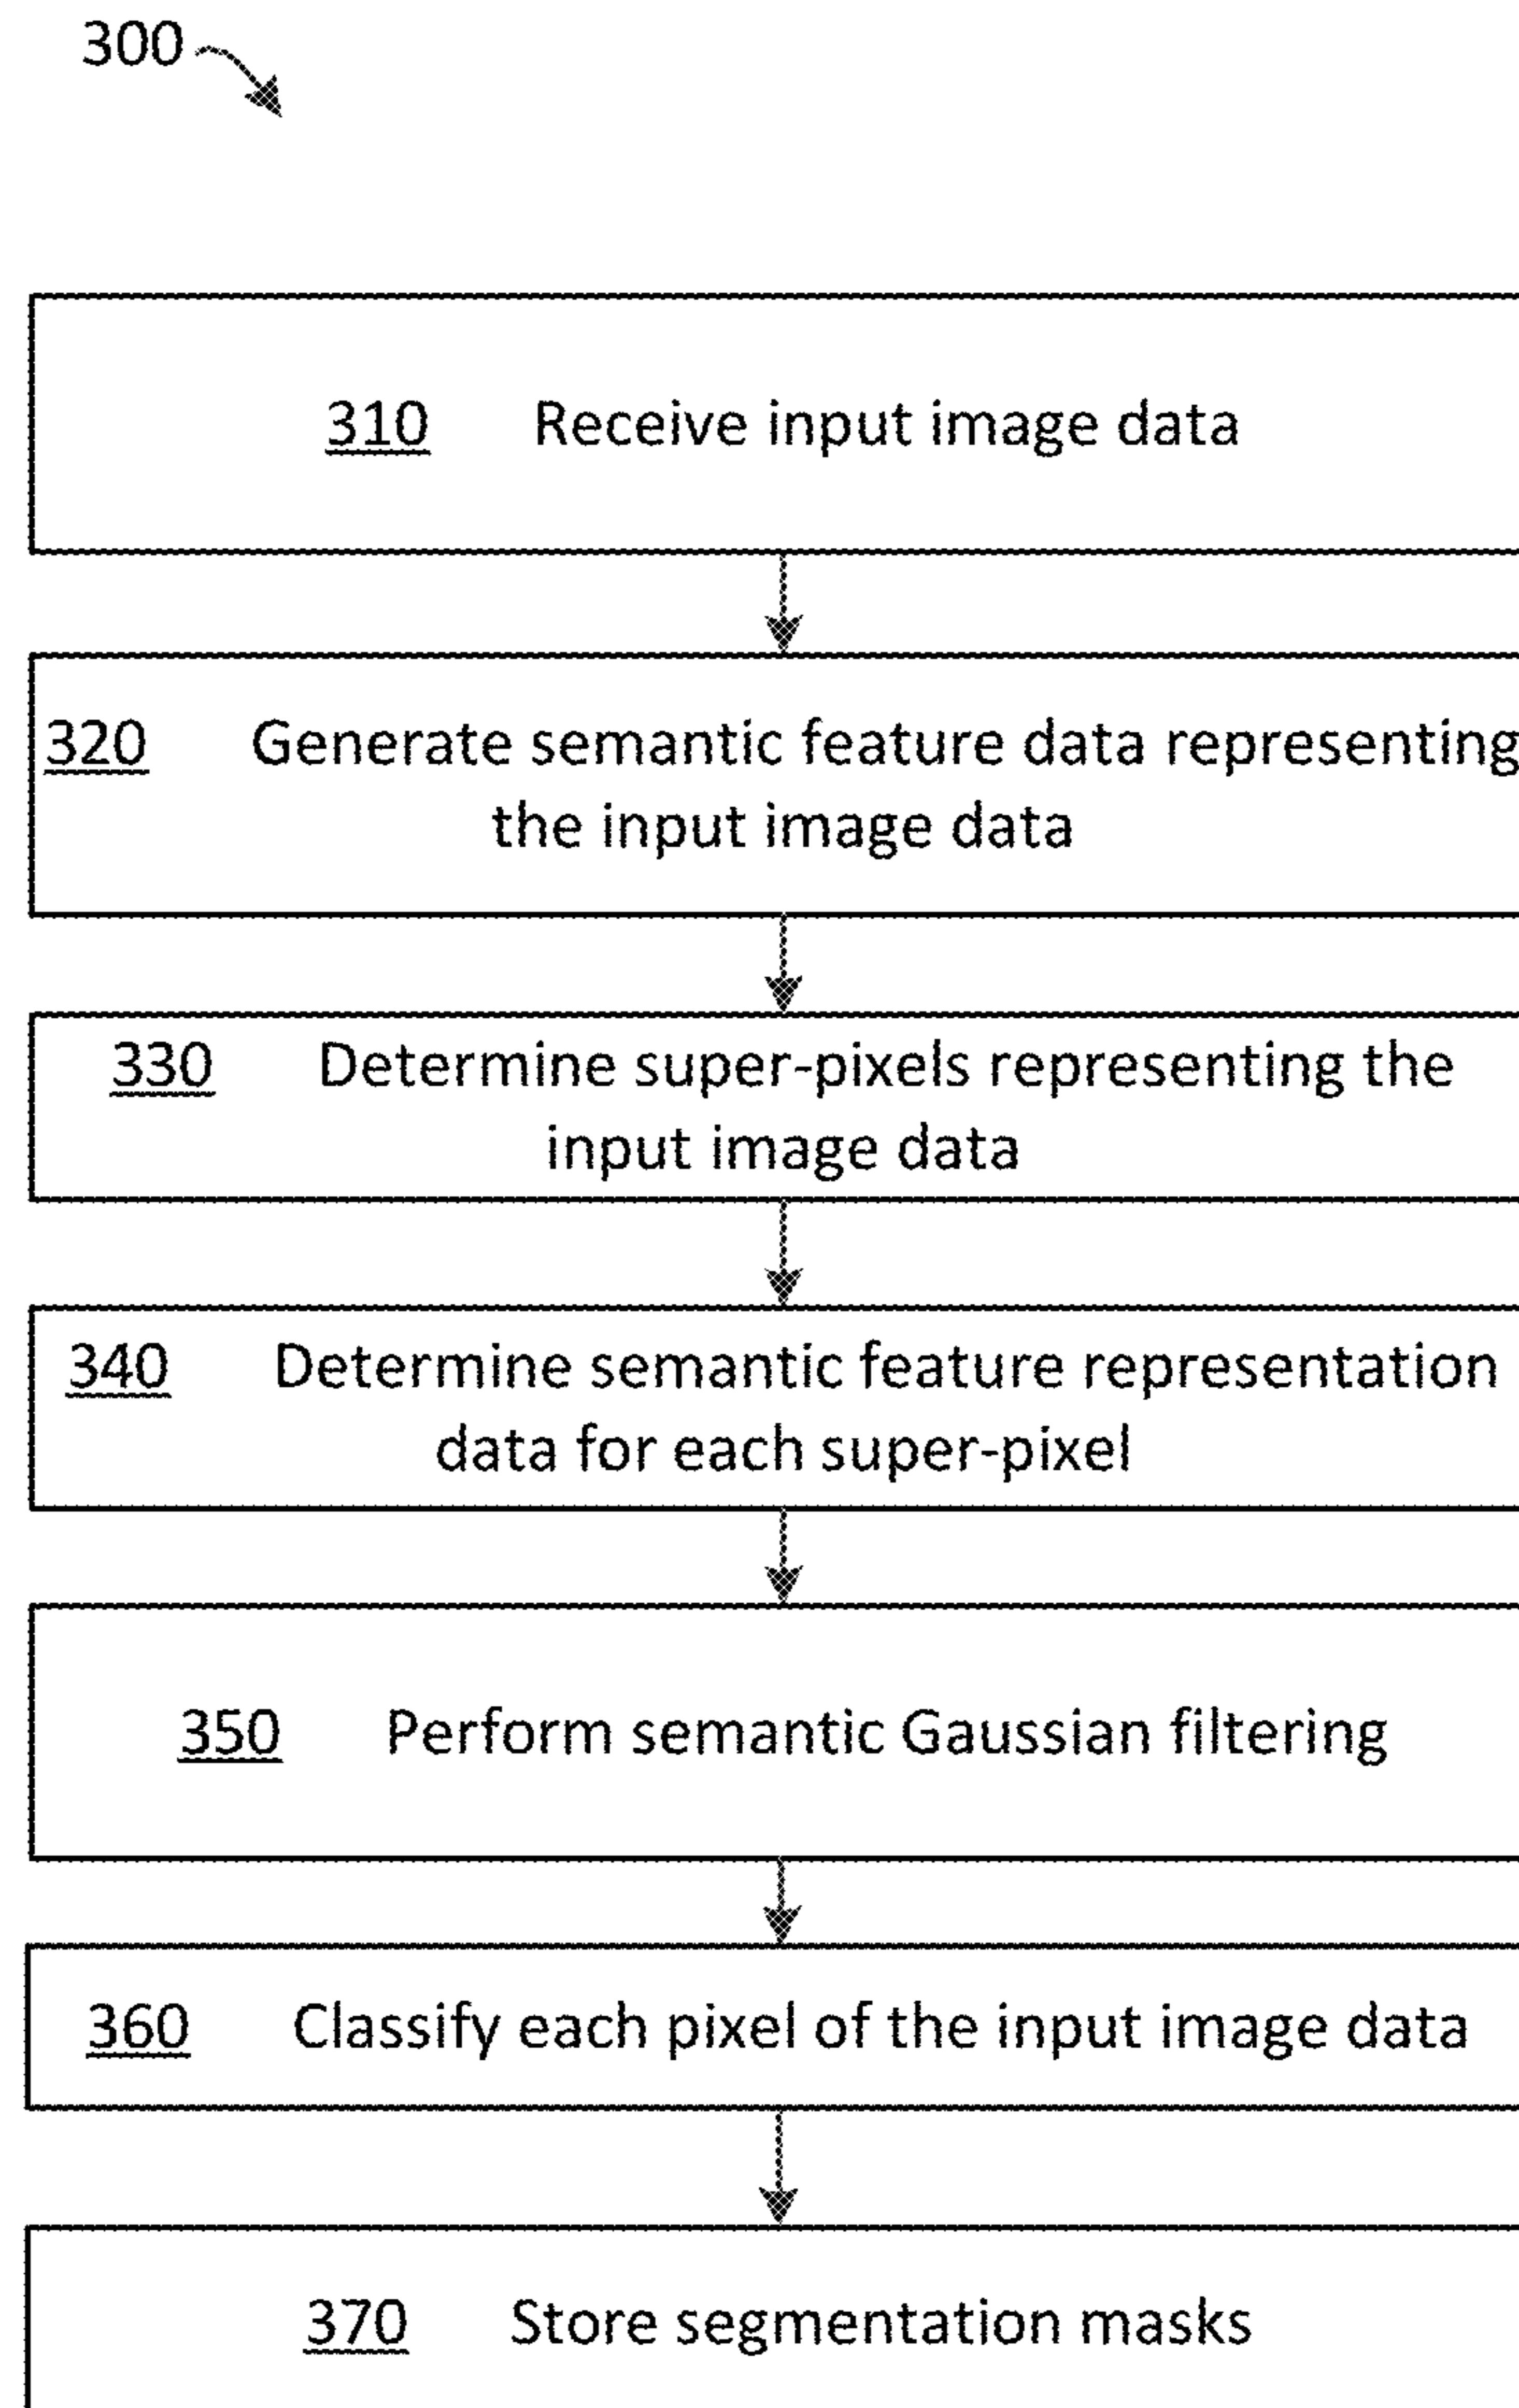 300
310 Receive input image data
320 Generate semantic feature data representing
the input image data
330 Determine super-pixels representing the
input image data
340 Determine semantic feature representation
data for each super-pixel
350 Perform semantic Gaussian filtering
360 Classify each pixel of the input image data
370 Store segmentation masks